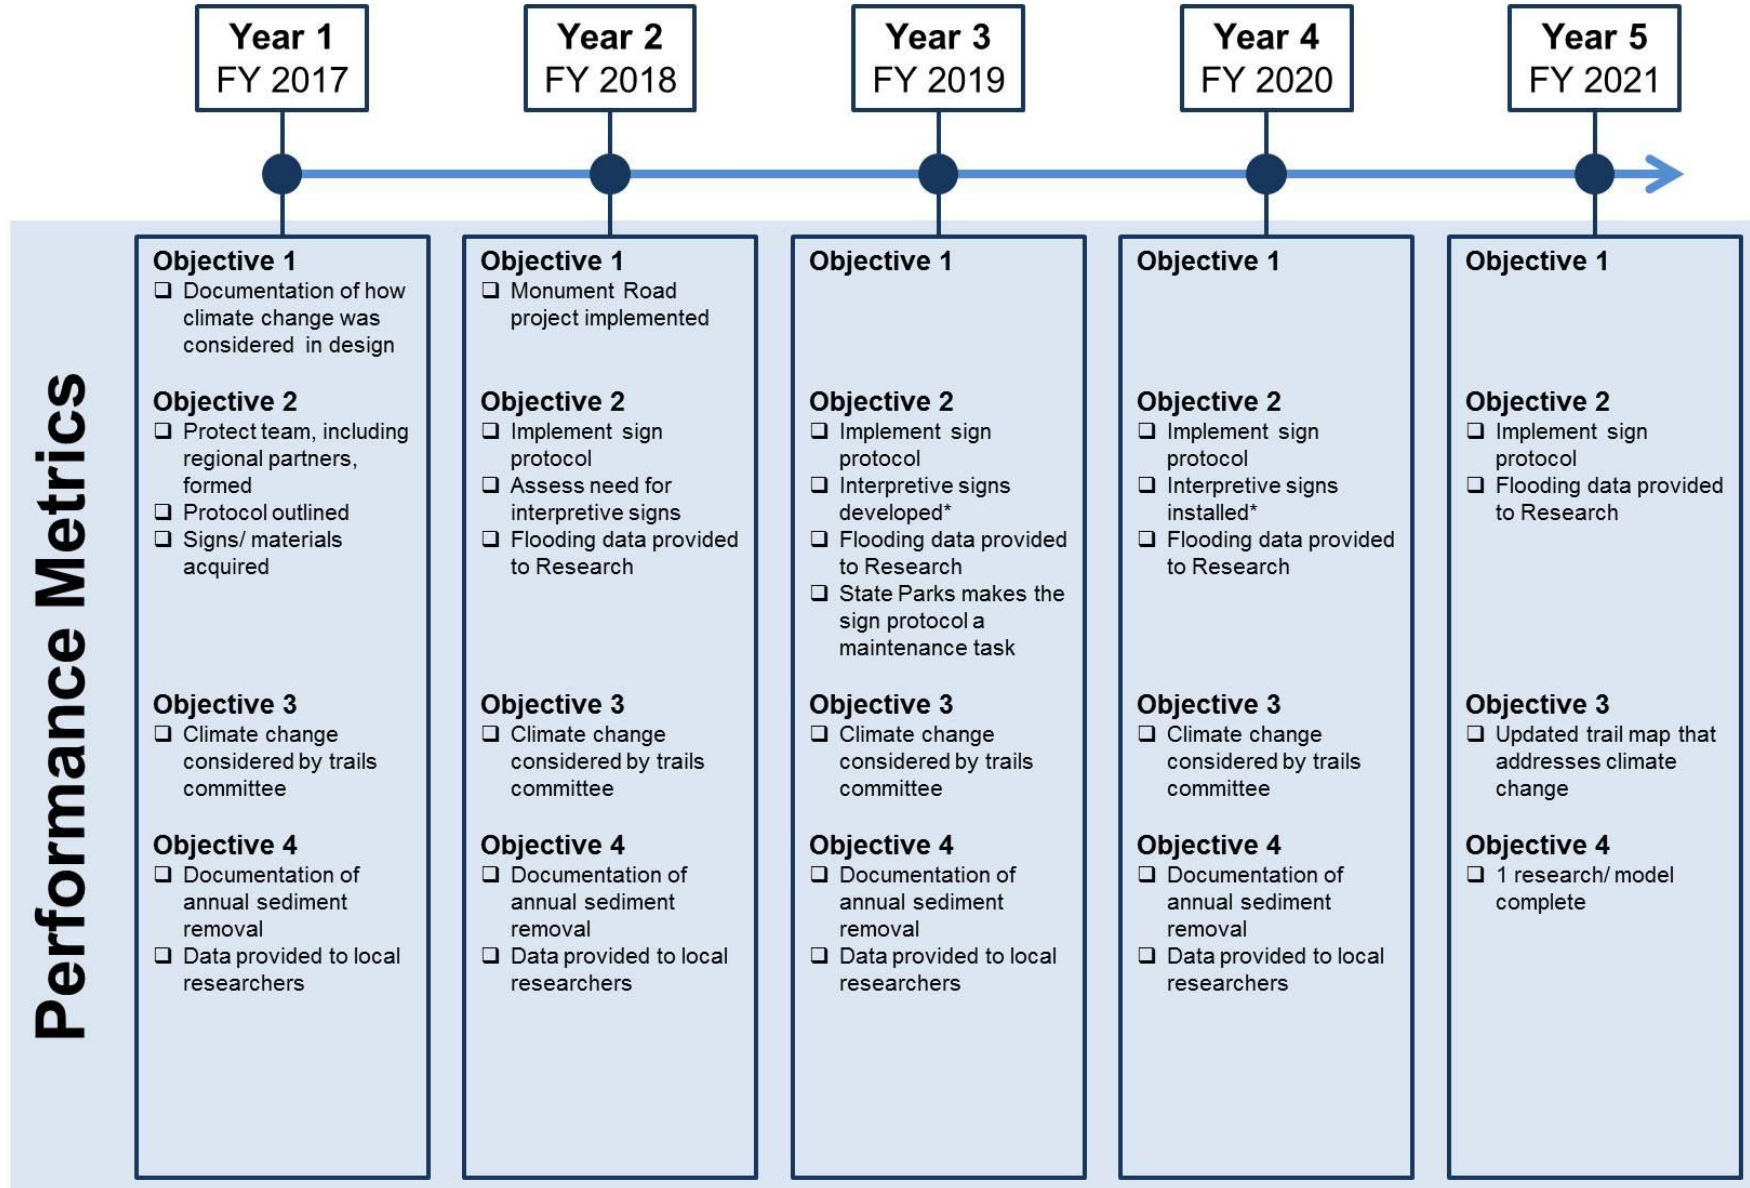 Year 1
FY 2017
Year 2
FY 2018
Year 3
FY 2019
Year 4
FY 2020
Year 5
FY 2021
Performance Metrics
Objective 1
❑ Documentation of how
climate change was
considered in design
Objective 2
❑ Protect team, including
regional partners,
formed
❑ Protocol outlined
❑ Signs/ materials
acquired
Objective 3
❑ Climate change
considered by trails
committee
Objective 4
❑ Documentation of
annual sediment
removal
❑ Data provided to local
researchers
Objective 1
❑ Monument Road
project implemented
Objective 2
❑ Implement sign
protocol
❑ Assess need for
interpretive signs
❑ Flooding data provided
to Research
Objective 3
❑ Climate change
considered by trails
committee
Objective 4
❑ Documentation of
annual sediment
removal
❑ Data provided to local
researchers
Objective 1
Objective 2
❑ Implement sign
protocol
❑ Interpretive signs
developed*
❑ Flooding data provided
to Research
❑ State Parks makes the
sign protocol a
maintenance task
Objective 3
❑ Climate change
considered by trails
committee
Objective 4
❑ Documentation of
annual sediment
removal
❑ Data provided to local
researchers
Objective 1
Objective 2
❑ Implement sign
protocol
❑ Interpretive signs
installed*
❑ Flooding data provided
to Research
Objective 3
❑ Climate change
considered by trails
committee
Objective 4
❑ Documentation of
annual sediment
removal
❑ Data provided to local
researchers
Objective 1
Objective 2
❑ Implement sign
protocol
❑ Flooding data provided
to Research
Objective 3
❑ Updated trail map that
addresses climate
change
Objective 4
❑ 1 research/ model
complete